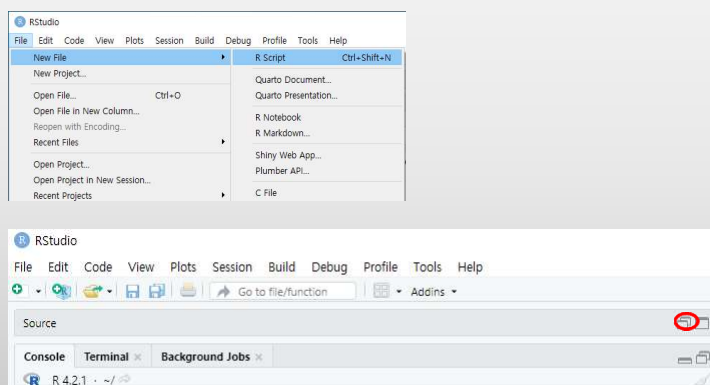 RStudio
File Edit Code View Plots Session Build Debug Profile Tools Help
New File
New Project...
Open File... Ctrl+O
Open File in New Column...
Reopen with Encoding...
Recent Files
Open Project...
Open Project in New Session...
Recent Projects
R Script Ctrl+Shift+N
Quarto Document...
Quarto Presentation...
R Notebook
R Markdown...
Shiny Web App...
Plumber API...
C File
RStudio
File Edit Code View Plots Session Build Debug Profile Tools Help
Go to file/function Addins
Source
Console Terminal Background Jobs
R 4.2.1 · ~/